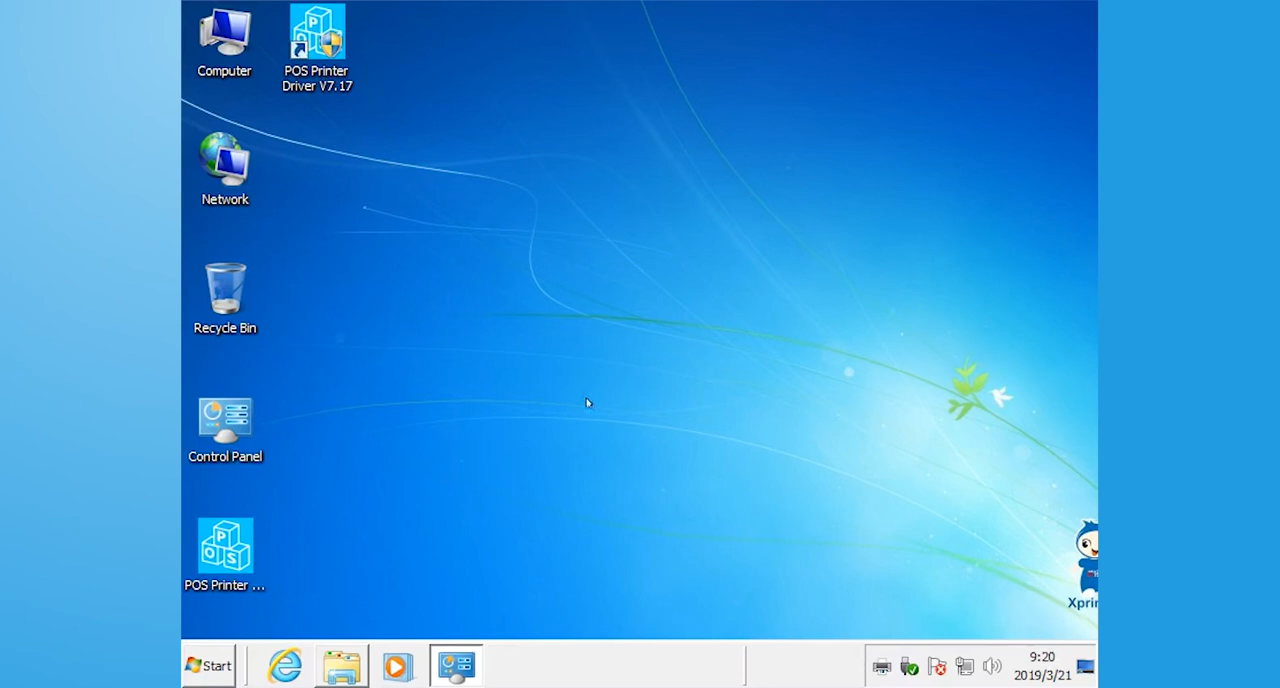 Computer
POS Printer
Driver V7.17
Network
Recycle Bin
Control Panel
POS Printer ...
Xprin
Start
9:20
2019/3/21